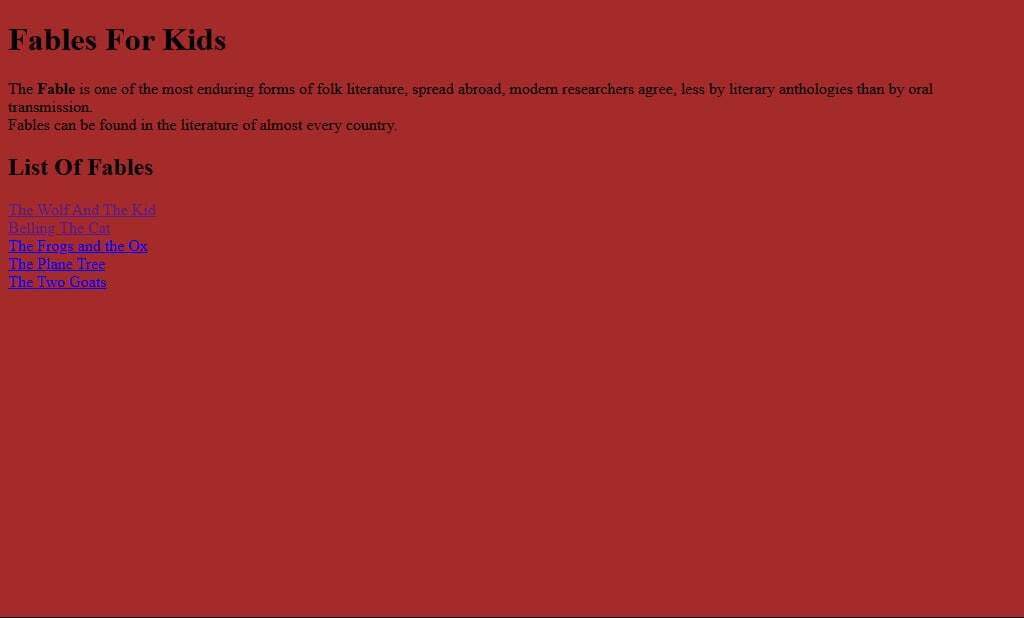 Fables For Kids
The Fable is one of the most enduring forms of folk literature, spread abroad, modern researchers agree, less by literary anthologies than by oral
transmission.
Fables can be found in the literature of almost every country.
List Of Fables
The Wolf And The Kid
Belling The Cat
The Frogs and the Ox
The Plane Tree
The Two Goats